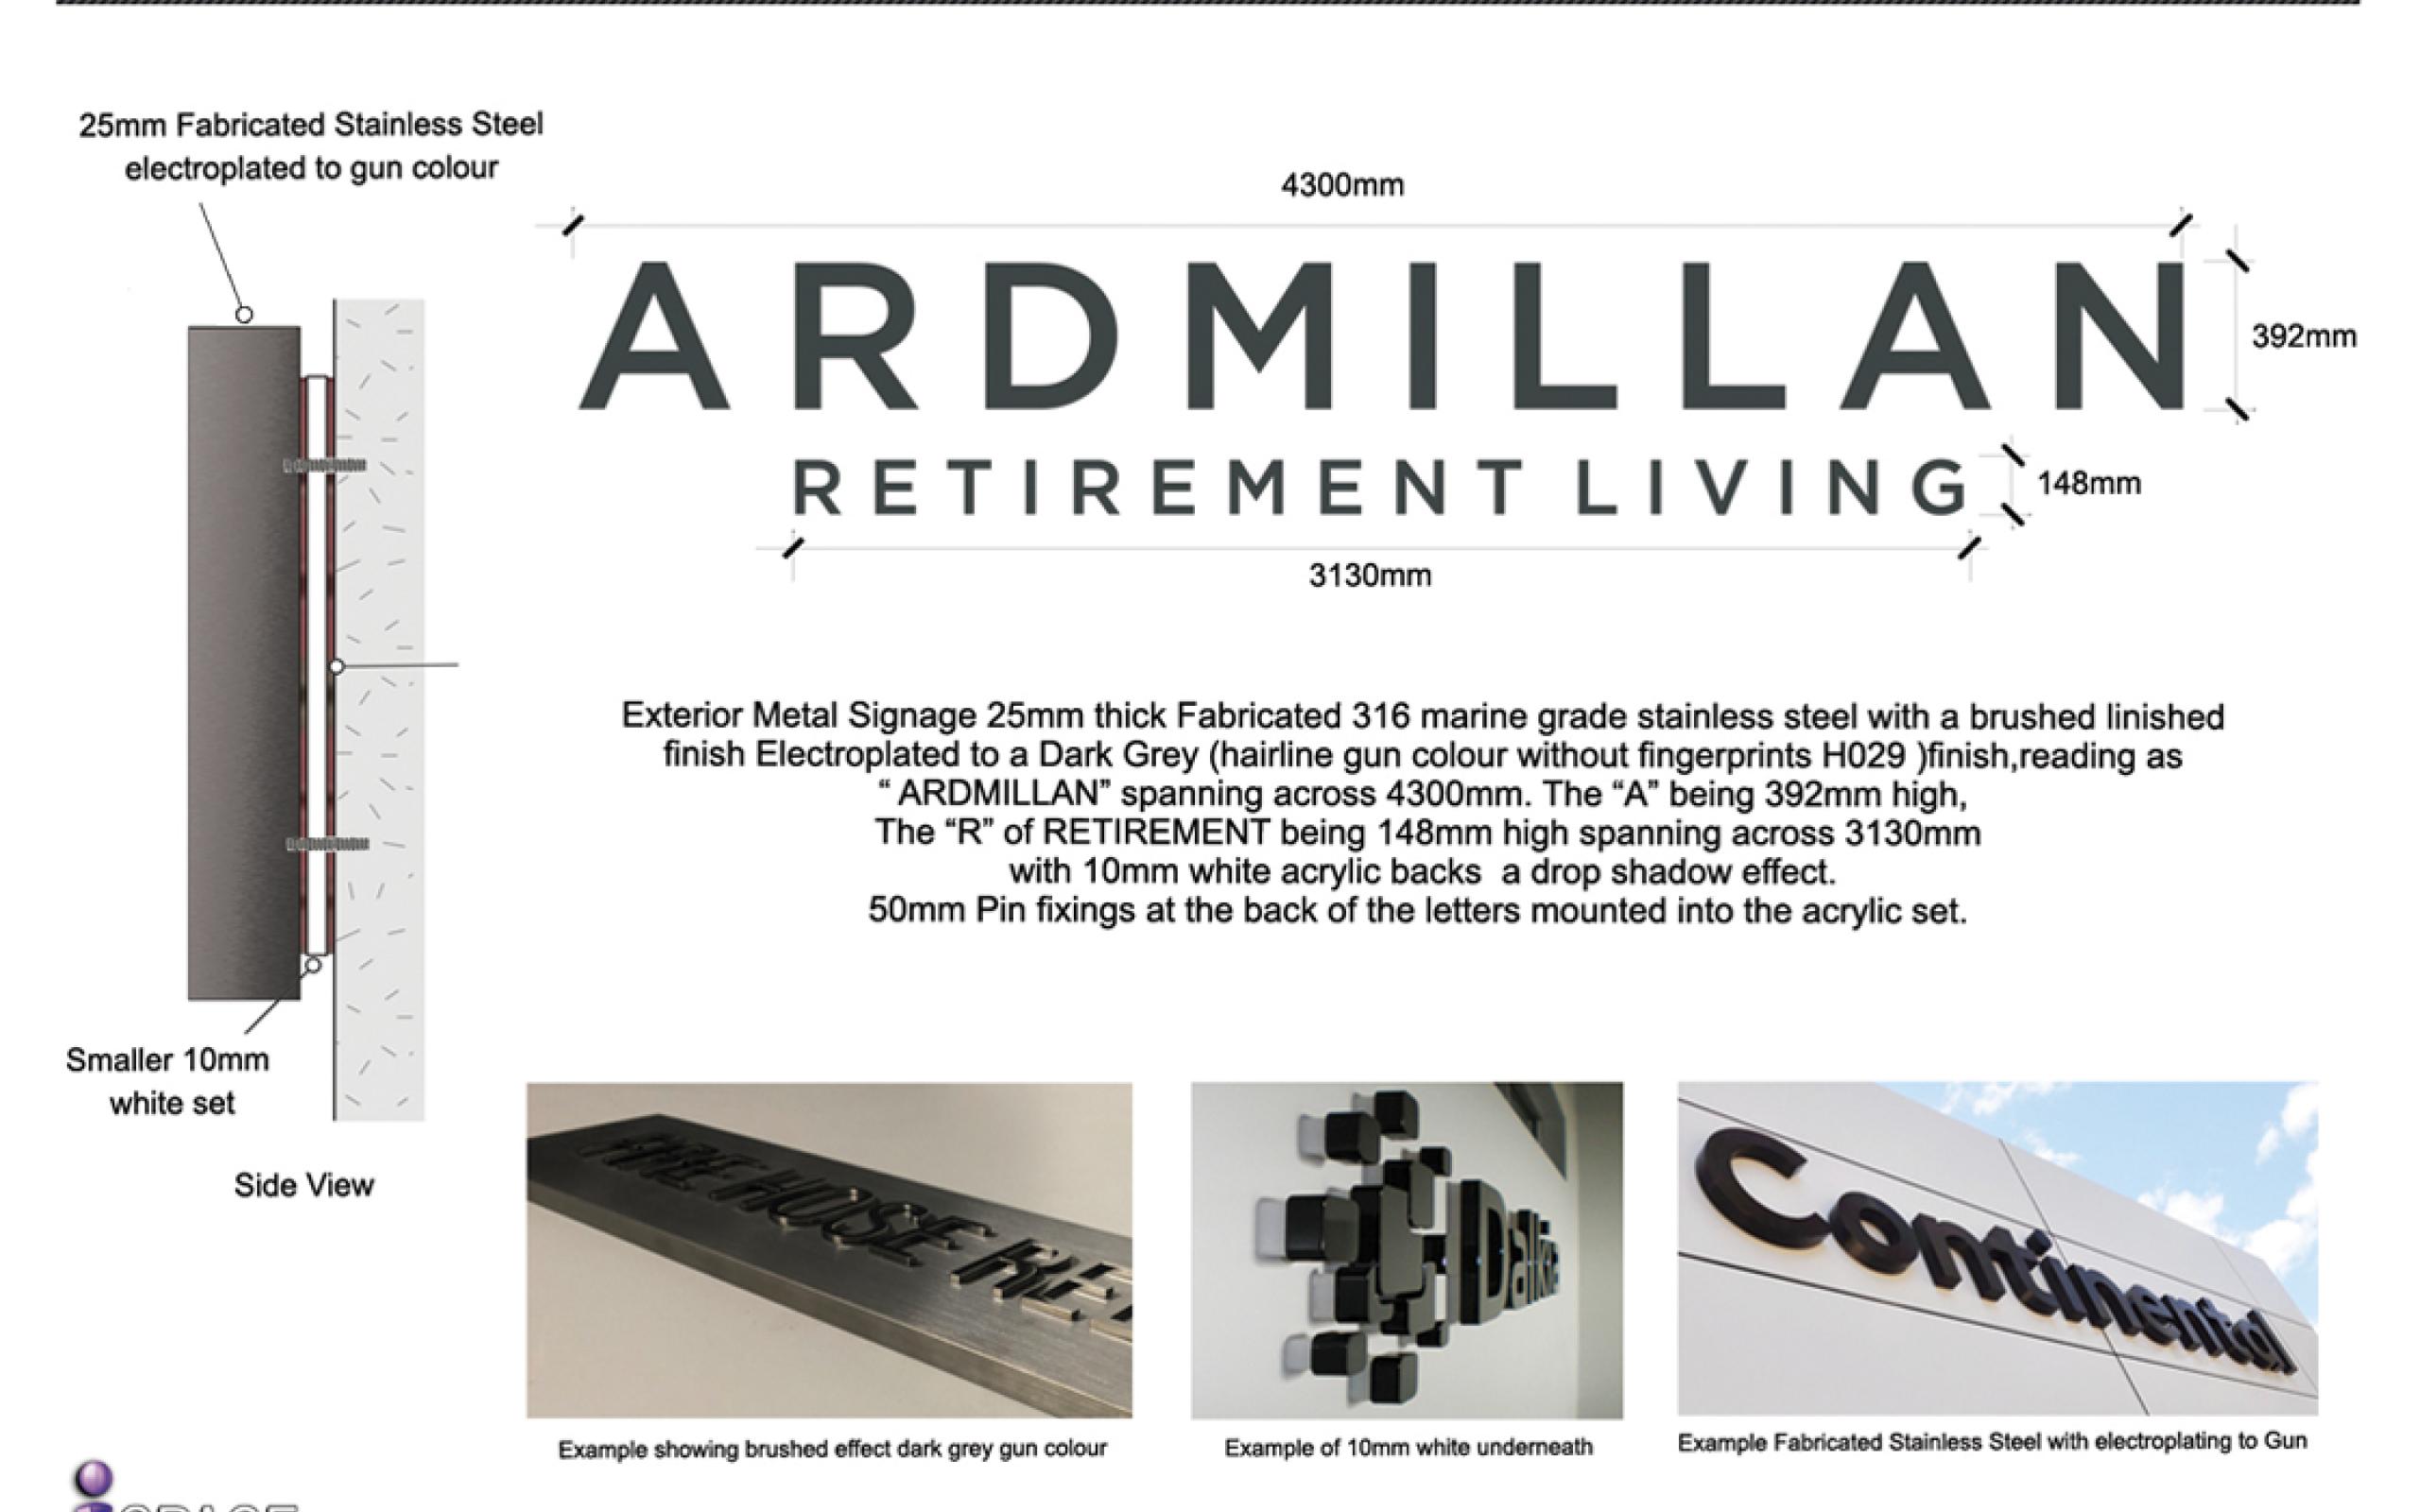 25mm Fabricated Stainless Steel
electroplated to gun colour
4300mm
ARDMILLAN
392mm
RETIREMENT LIVING
148mm
3130mm
Exterior Metal Signage 25mm thick Fabricated 316 marine grade stainless steel with a brushed linished
finish Electroplated to a Dark Grey (hairline gun colour without fingerprints H029 )finish,reading as
“ ARDMILLAN” spanning across 4300mm. The “A” being 392mm high,
The “R” of RETIREMENT being 148mm high spanning across 3130mm
with 10mm white acrylic backs  a drop shadow effect.
50mm Pin fixings at the back of the letters mounted into the acrylic set.
Smaller 10mm
white set
Side View
FIRE HOSE
Dalkia
Continental
Example showing brushed effect dark grey gun colour
Example of 10mm white underneath
Example Fabricated Stainless Steel with electroplating to Gun